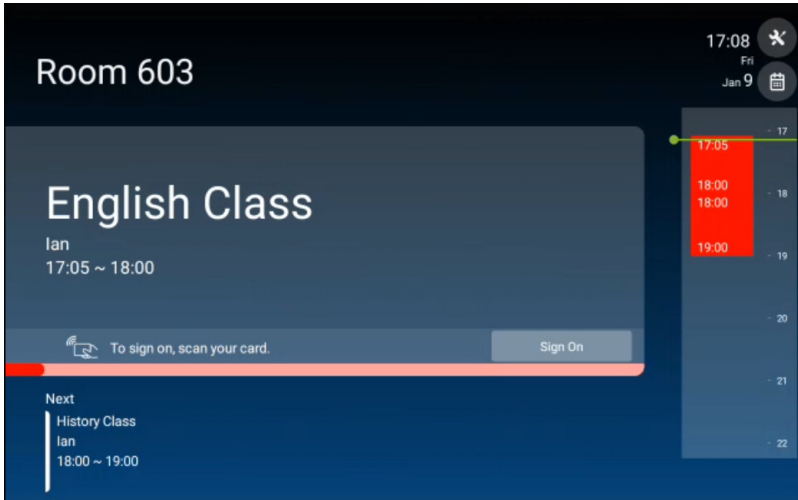 Room 603
17:08
Fri
Jan 9
English Class
Ian
17:05 ~ 18:00
To sign on, scan your card.
Sign On
Next
History Class
Ian
18:00 ~ 19:00
17:05
18:00
18:00
19:00
17
18
19
20
21
22